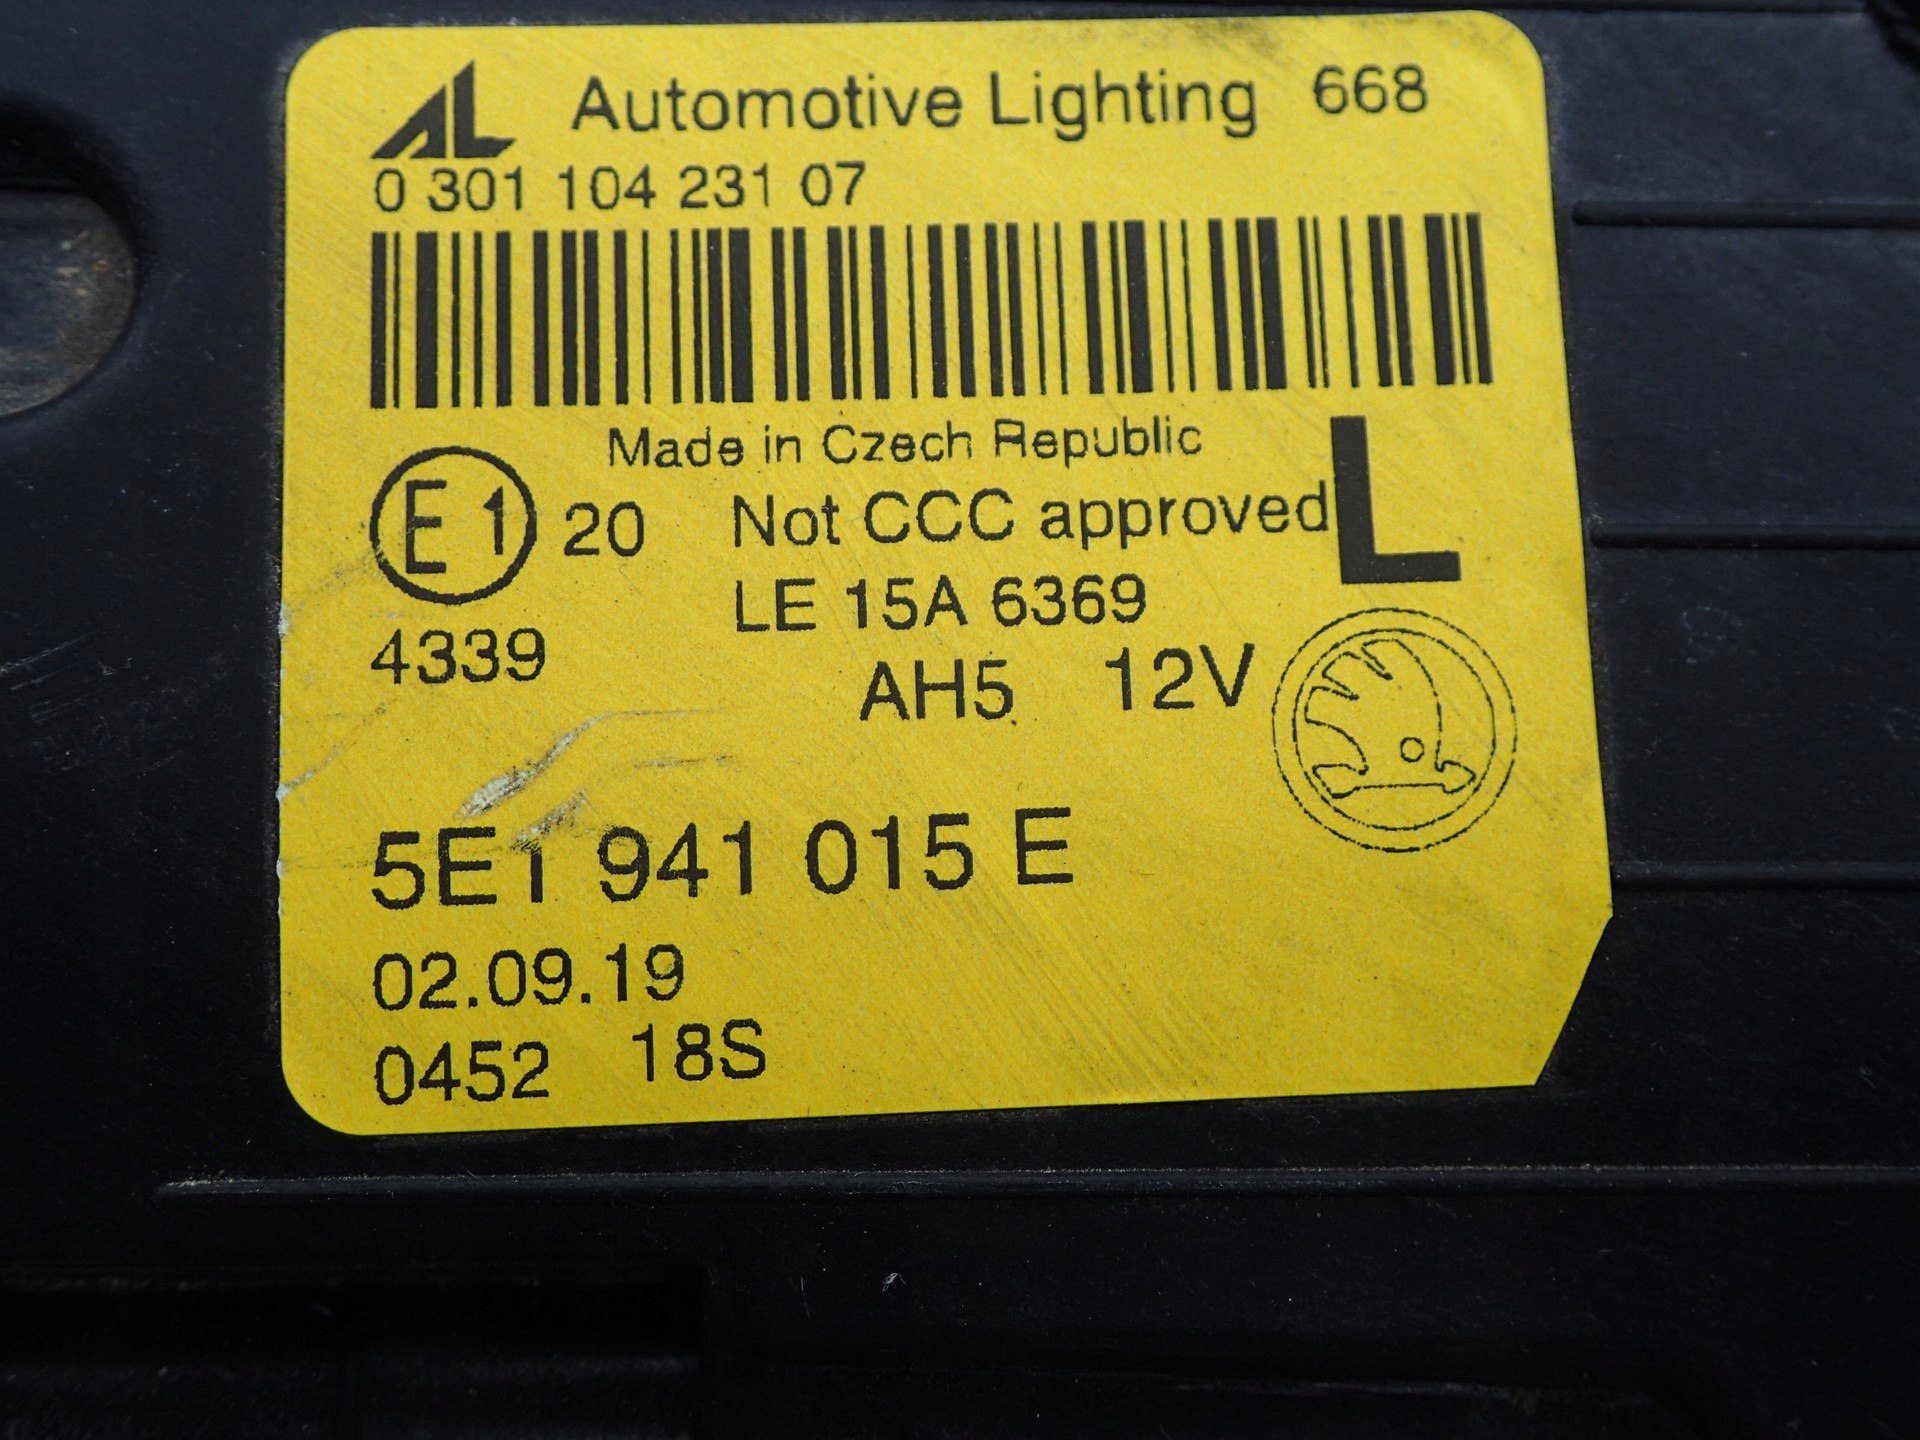 AL Automotive Lighting 668
0 301 104 231 07
Made in Czech Republic
E1 20 Not CCC approved L
LE 15A 6369
4339
AH5 12V
5E1 941 015 E
02.09.19
0452 18S